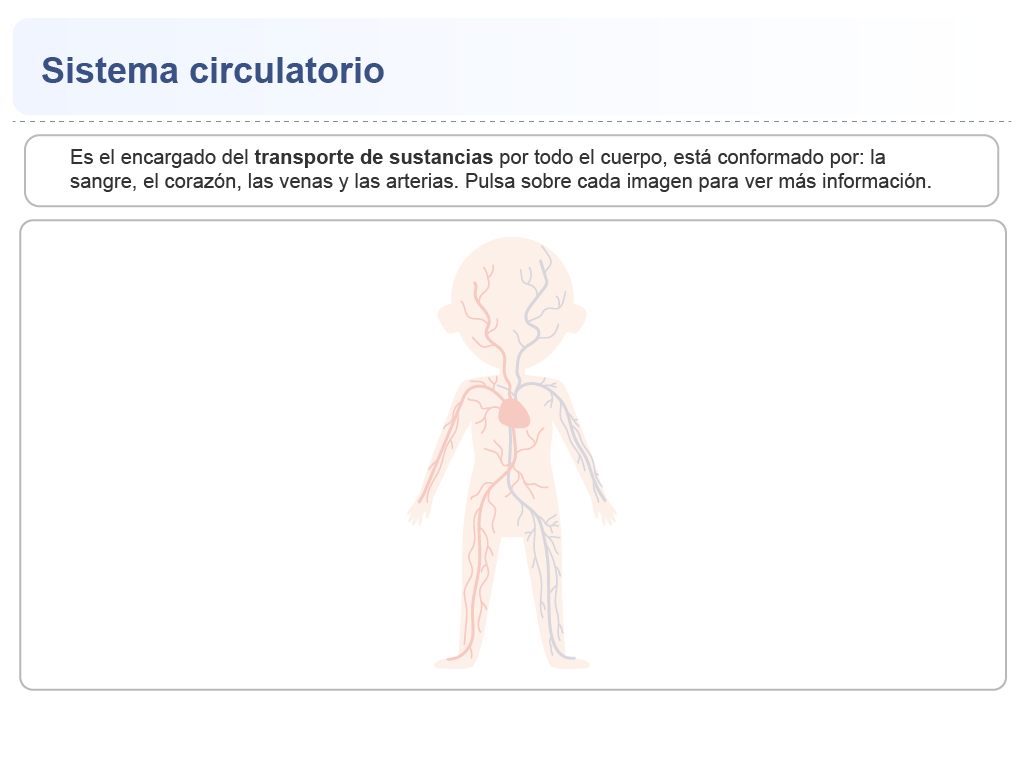 Sistema circulatorio
Es el encargado del transporte de sustancias por todo el cuerpo, está conformado por: la
sangre, el corazón, las venas y las arterias. Pulsa sobre cada imagen para ver más información.